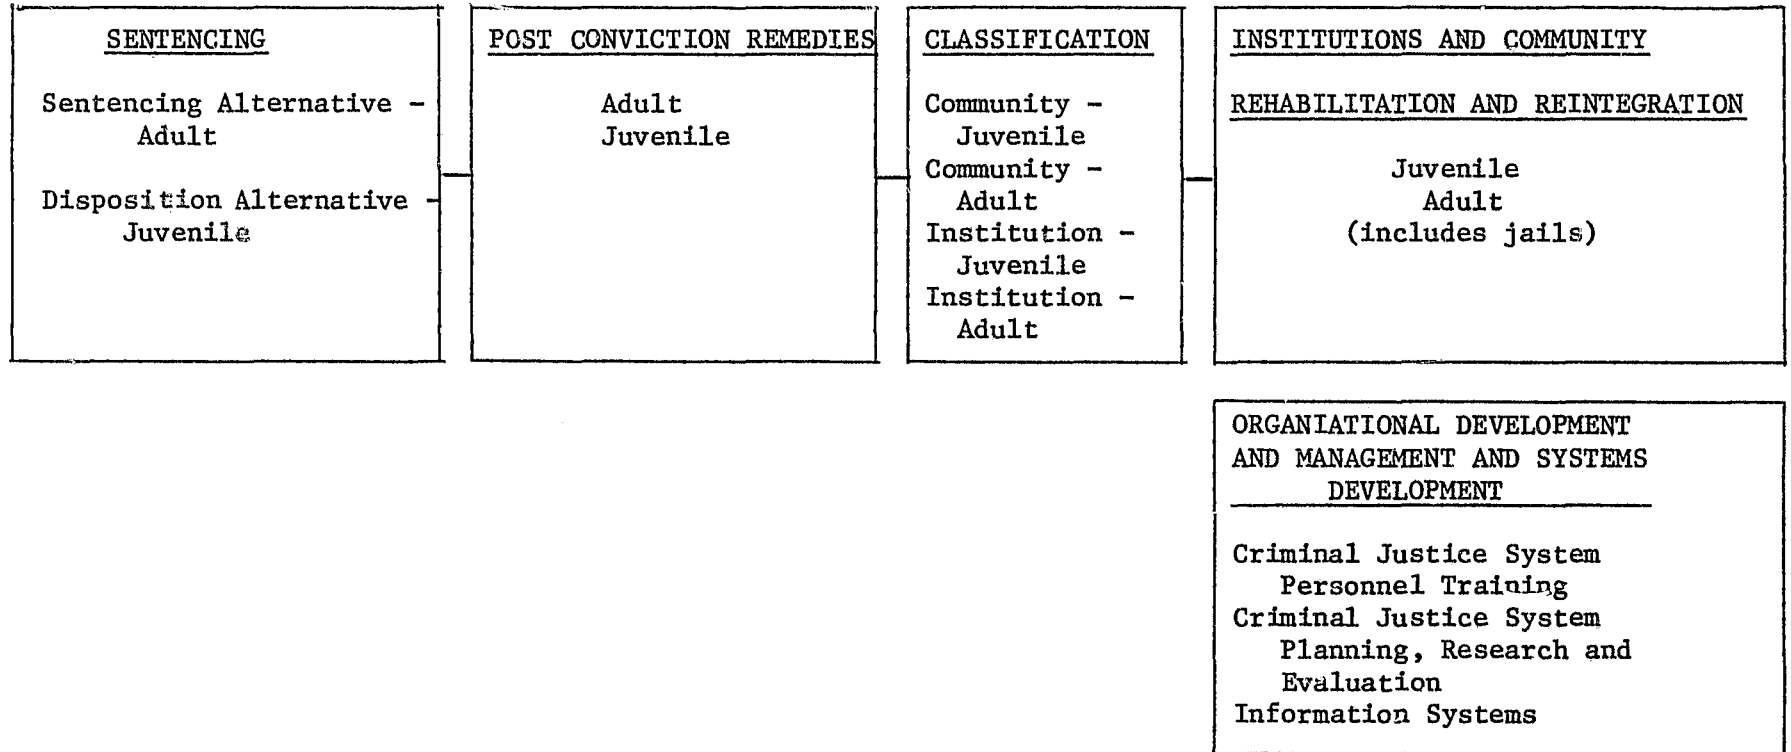 SENTENCING
Sentencing Alternative -
Adult
Disposition Alternative -
Juvenile
POST CONVICTION REMEDIES
Adult
Juvenile
CLASSIFICATION
Community -
Juvenile
Community -
Adult
Institution -
Juvenile
Institution -
Adult
INSTITUTIONS AND COMMUNITY
REHABILITATION AND REINTEGRATION
Juvenile
Adult
(includes jails)
ORGANIATIONAL DEVELOPMENT
AND MANAGEMENT AND SYSTEMS
DEVELOPMENT
Criminal Justice System
Personnel Training
Criminal Justice System
Planning, Research and
Evaluation
Information Systems